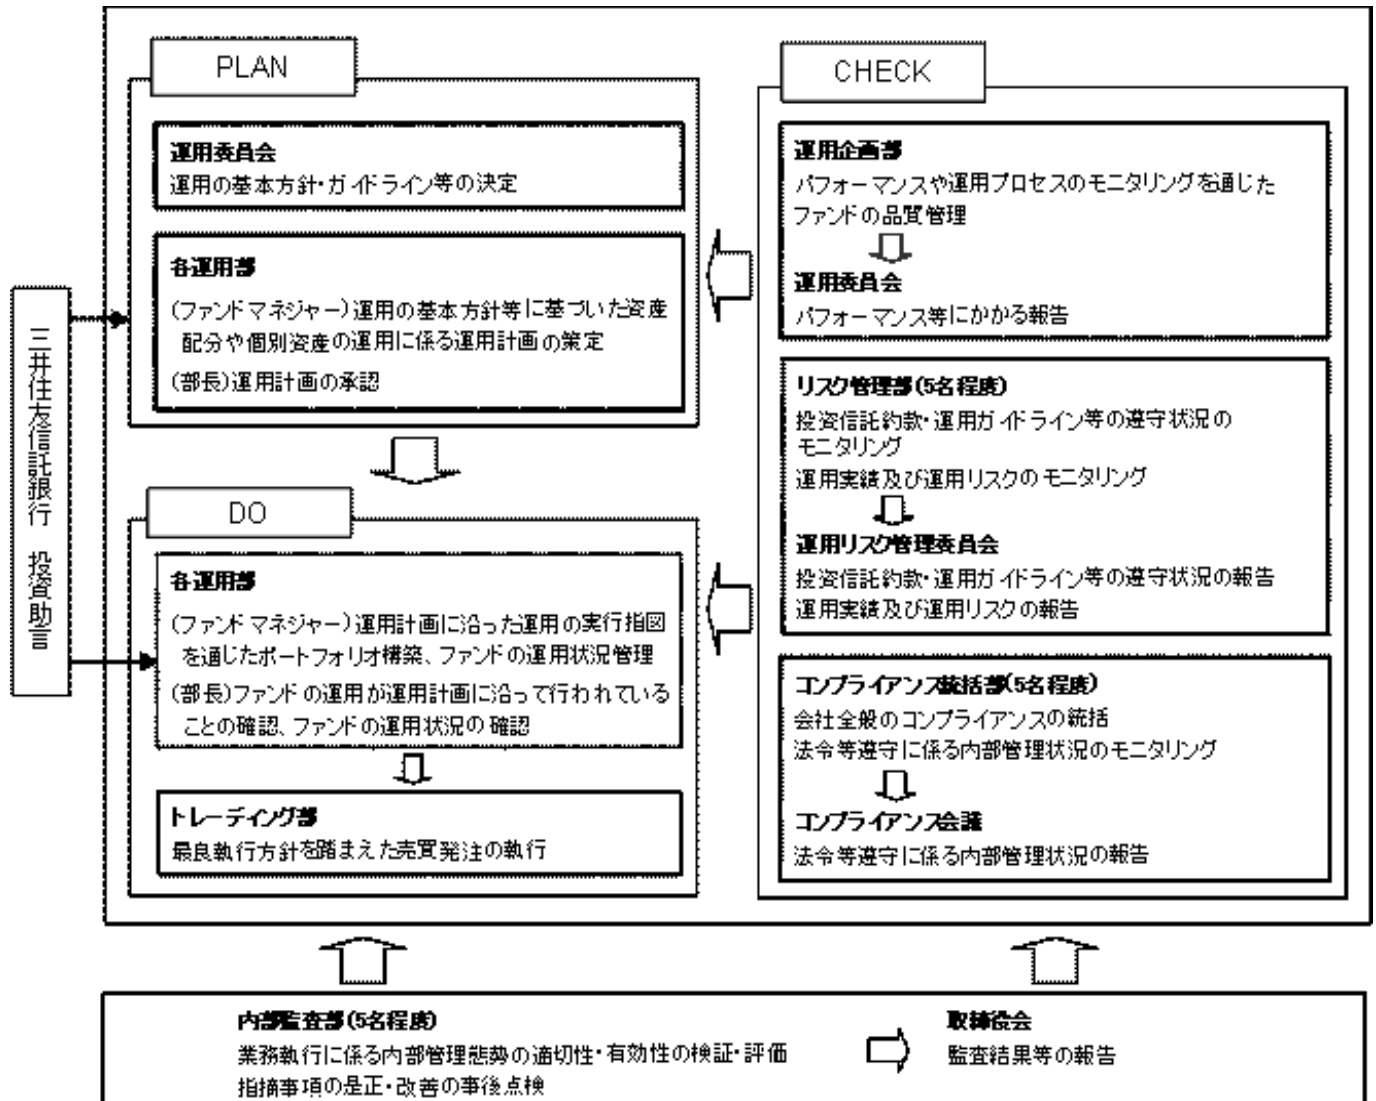 PLAN
運用委員会
運用の基本方針・ガイドライン等の決定
各運用部
(ファンドマネジャー)運用の基本方針等に基づいた資産
配分や個別資産の運用に係る運用計画の策定
(部長)運用計画の承認
三井住友信託銀行 投資助言
DO
各運用部
(ファンドマネジャー)運用計画に沿った運用の実行指図
を通じたポートフォリオ構築、ファンドの運用状況管理
(部長)ファンドの運用が運用計画に沿って行われている
ことの確認、ファンドの運用状況の確認
トレーディング部
最良執行方針を踏まえた売買発注の執行
CHECK
運用企画部
パフォーマンスや運用プロセスのモニタリングを通じた
ファンドの品質管理
運用委員会
パフォーマンス等にかかる報告
リスク管理部(5名程度)
投資信託約款・運用ガイドライン等の遵守状況の
モニタリング
運用実績及び運用リスクのモニタリング
運用リスク管理委員会
投資信託約款・運用ガイドライン等の遵守状況の報告
運用実績及び運用リスクの報告
コンプライアンス統括部(5名程度)
会社全般のコンプライアンスの統括
法令等遵守に係る内部管理状況のモニタリング
コンプライアンス会議
法令等遵守に係る内部管理状況の報告
内部監査部(5名程度)
業務執行に係る内部管理態勢の適切性・有効性の検証・評価
指摘事項の是正・改善の事後点検
取締役会
監査結果等の報告